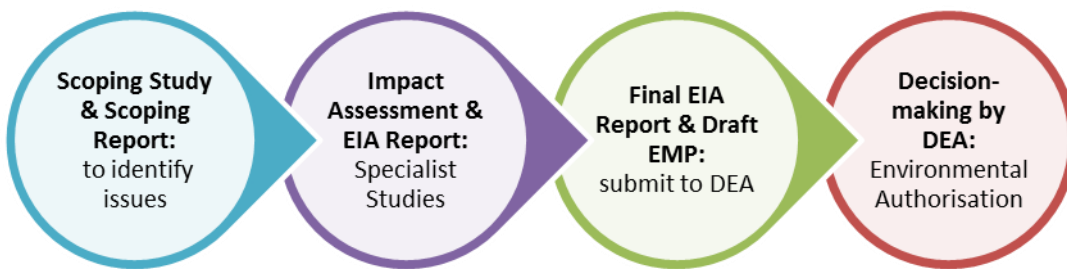 Scoping Study
& Scoping
Report:
to identify
issues
Impact
Assessment &
EIA Report:
Specialist
Studies
Final EIA
Report & Draft
EMP:
submit to DEA
Decision-
making by
DEA:
Environmental
Authorisation